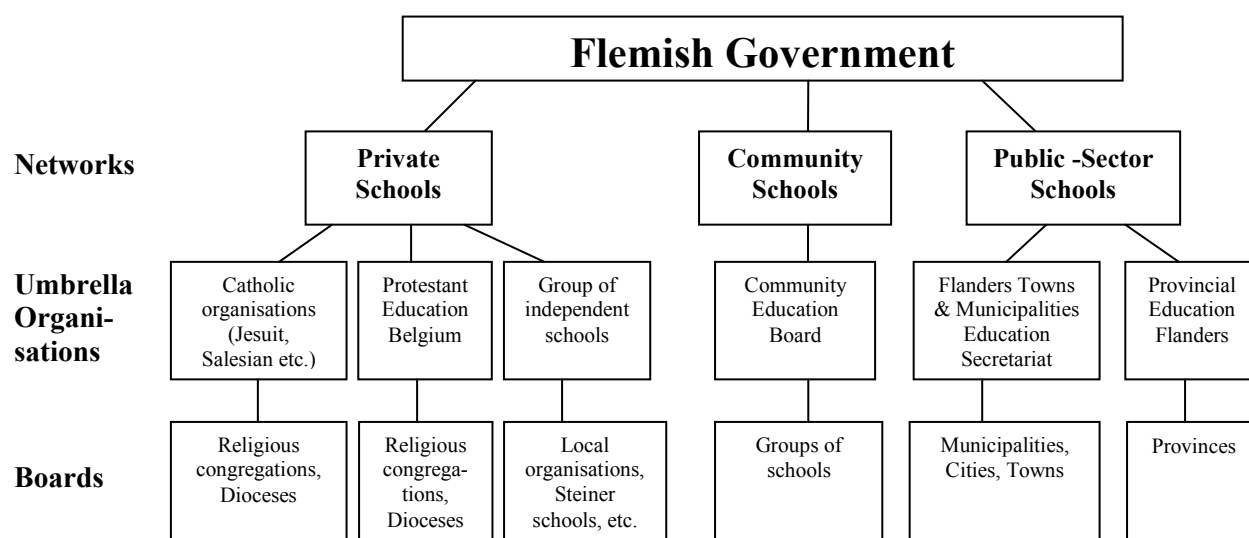 Flemish Government
Networks
Private
Schools
Community
Schools
Public -Sector
Schools
Umbrella
Organi-
sations
Catholic
organisations
(Jesuit,
Salesian etc.)
Protestant
Education
Belgium
Group of
independent
schools
Community
Education
Board
Flanders Towns
& Municipalities
Education
Secretariat
Provincial
Education
Flanders
Boards
Religious
congregations,
Dioceses
Religious
congrega-
tions,
Dioceses
Local
organisations,
Steiner
schools, etc.
Groups of
schools
Municipalities,
Cities, Towns
Provinces